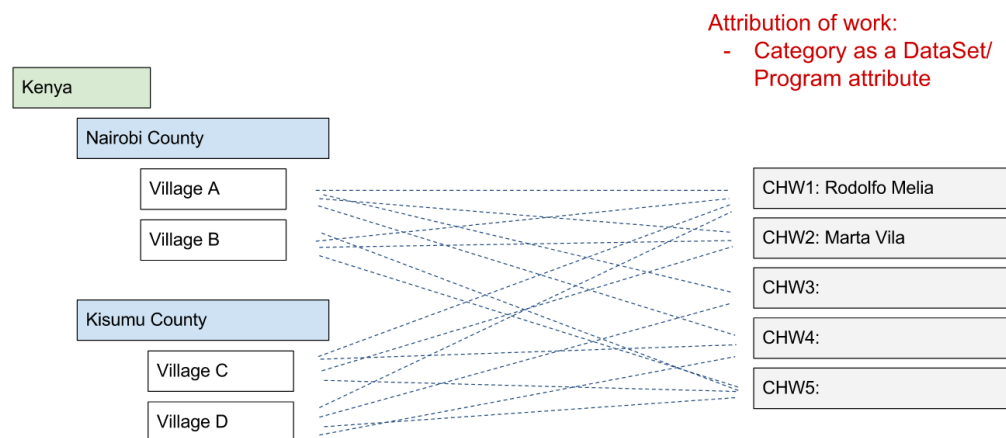 Attribution of work:
- Category as a DataSet/
Program attribute
Kenya
Nairobi County
Village A
Village B
Kisumu County
Village C
Village D
CHW1: Rodolfo Melia
CHW2: Marta Vila
CHW3:
CHW4:
CHW5: